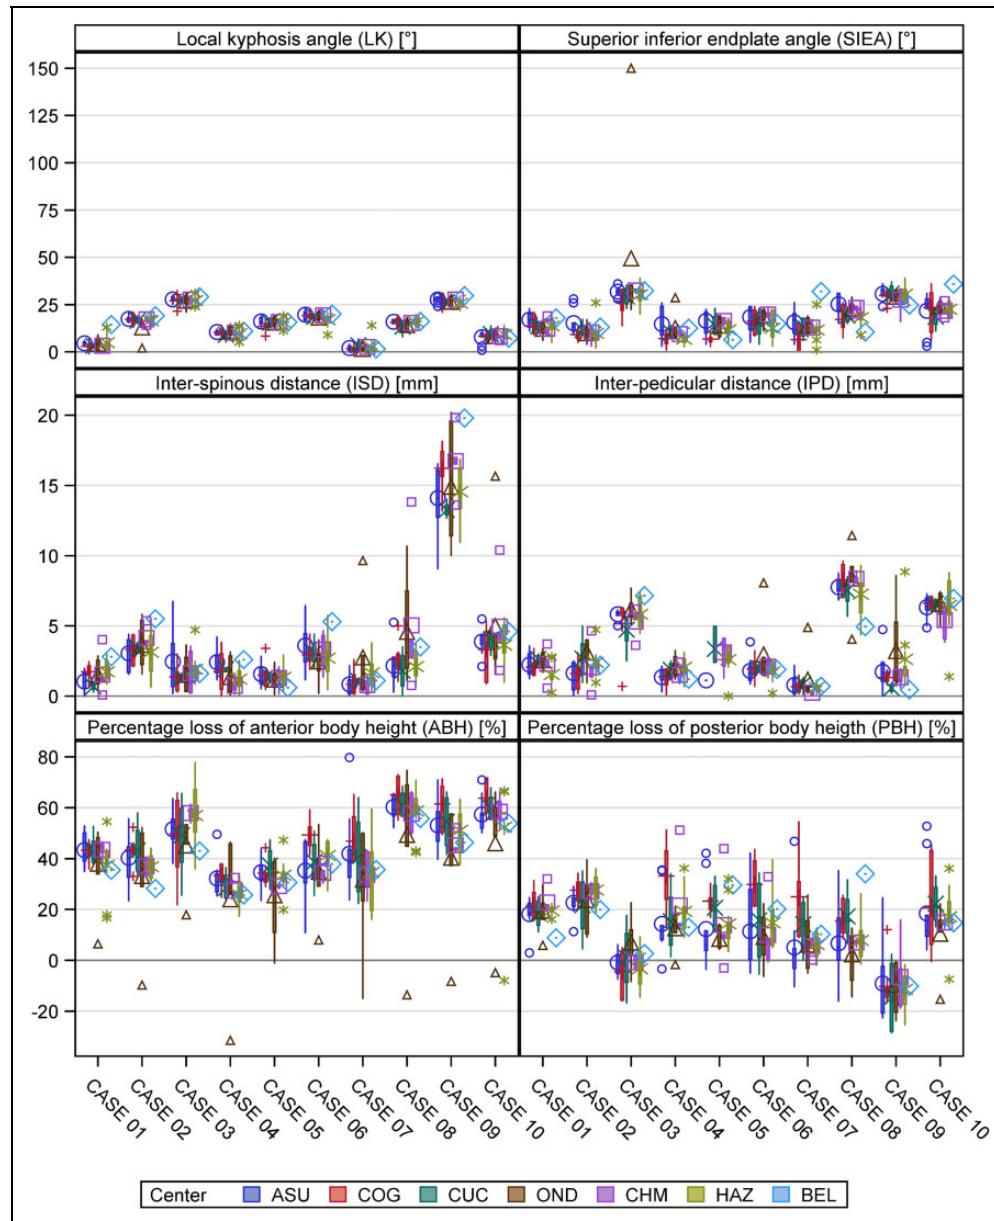 Local kyphosis angle (LK) [°]
Superior inferior endplate angle (SIEA) [°]
150
125
100
75
50
25
0
Inter-spinous distance (ISD) [mm]
Inter-pedicular distance (IPD) [mm]
20
15
10
5
0
Percentage loss of anterior body height (ABH) [%]
Percentage loss of posterior body heigth (PBH) [%]
80
60
40
20
0
-20
CASE 01
CASE 02
CASE 03
CASE 04
CASE 05
CASE 06
CASE 07
CASE 08
CASE 09
CASE 10
CASE 01
CASE 02
CASE 03
CASE 04
CASE 05
CASE 06
CASE 07
CASE 08
CASE 09
CASE 10
Center ASU COG CUC OND CHM HAZ BEL